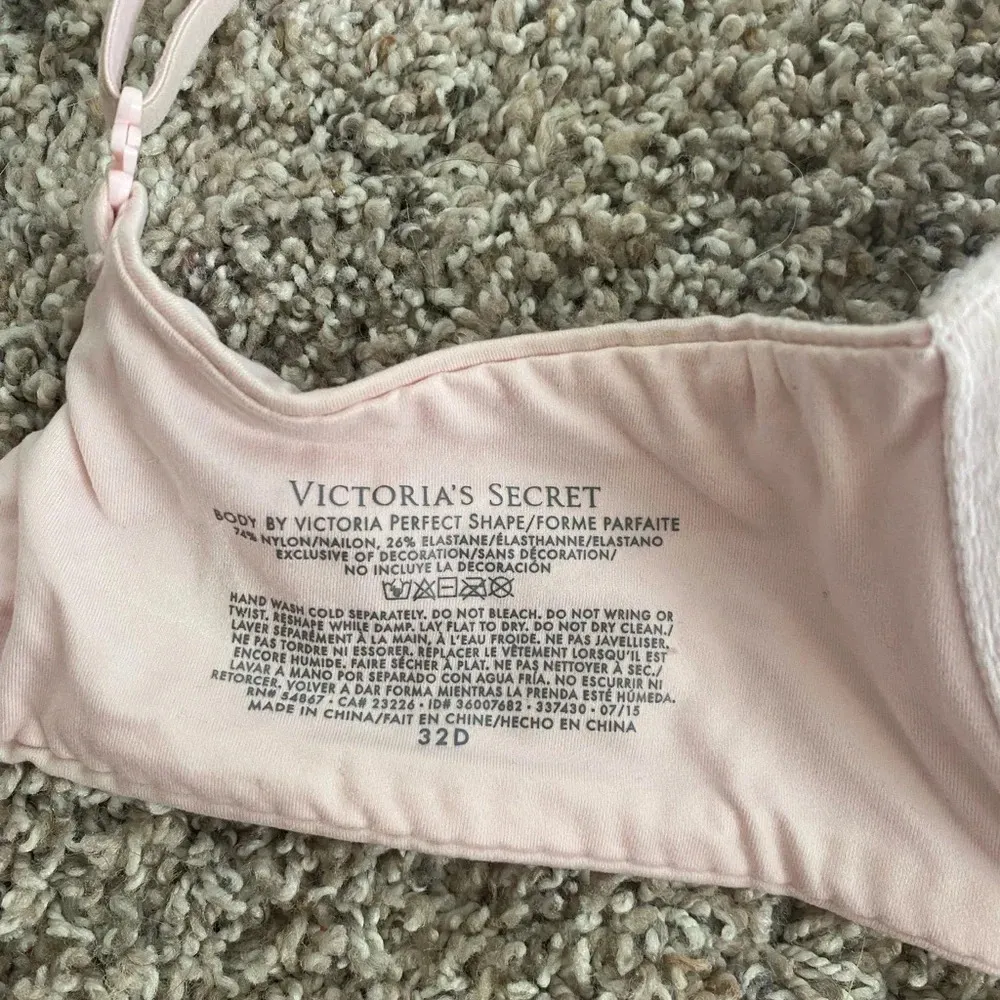 VICTORIA'S SECRET
BODY BY VICTORIA PERFECT SHAPE/FORME PARFAITE
74% NYLON/NAILON, 26% ELASTANE/ÉLASTHANNE/ELASTANO
EXCLUSIVE OF DECORATION/SANS DÉCORATION/
NO INCLUYE LA DECORACIÓN
HAND WASH COLD SEPARATELY. DO NOT BLEACH. DO NOT WRING OR
TWIST. RESHAPE WHILE DAMP. LAY FLAT TO DRY. DO NOT DRY CLEAN./
LAVER SÉPARÉMENT À LA MAIN, À L'EAU FROIDE. NE PAS JAVELLISER.
NE PAS TORDRE NI ESSORER. REPLACER LE VÊTEMENT LORSQU'IL EST
ENCORE HUMIDE. FAIRE SÉCHER À PLAT. NE PAS NETTOYER À SEC./
LAVAR A MANO POR SEPARADO CON AGUA FRÍA. NO ESCURRIR NI
RETORCER. VOLVER A DAR FORMA MIENTRAS LA PRENDA ESTÉ HÚMEDA.
RN# 54867 • CA# 23226 • ID# 36007682 • 337430 • 07/15
MADE IN CHINA/FAIT EN CHINE/HECHO EN CHINA
32D